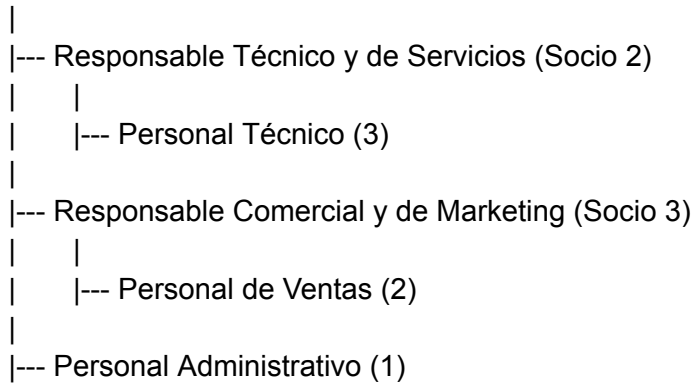 |
|--- Responsable Técnico y de Servicios (Socio 2)
|    |
|    |--- Personal Técnico (3)
|
|--- Responsable Comercial y de Marketing (Socio 3)
|    |
|    |--- Personal de Ventas (2)
|
|--- Personal Administrativo (1)